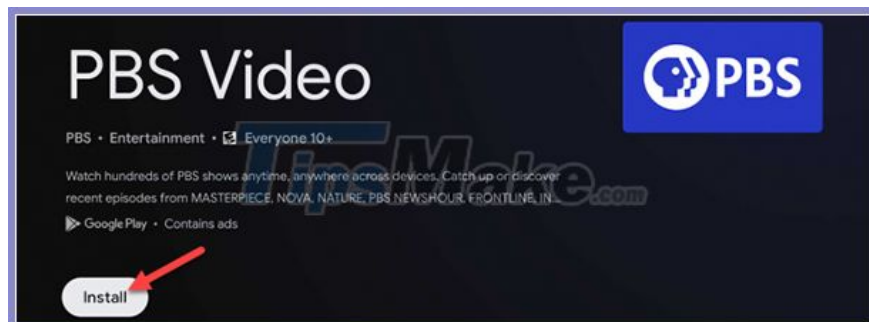 PBS Video
PBS
PBS • Entertainment • Everyone 10+
Watch hundreds of PBS shows anytime, anywhere across devices. Catch up or discover
recent episodes from MASTERPIECE, NOVA, NATURE, PBS NEWSHOUR, FRONTLINE, IN...
Google Play • Contains ads
TipsMake.com
Install